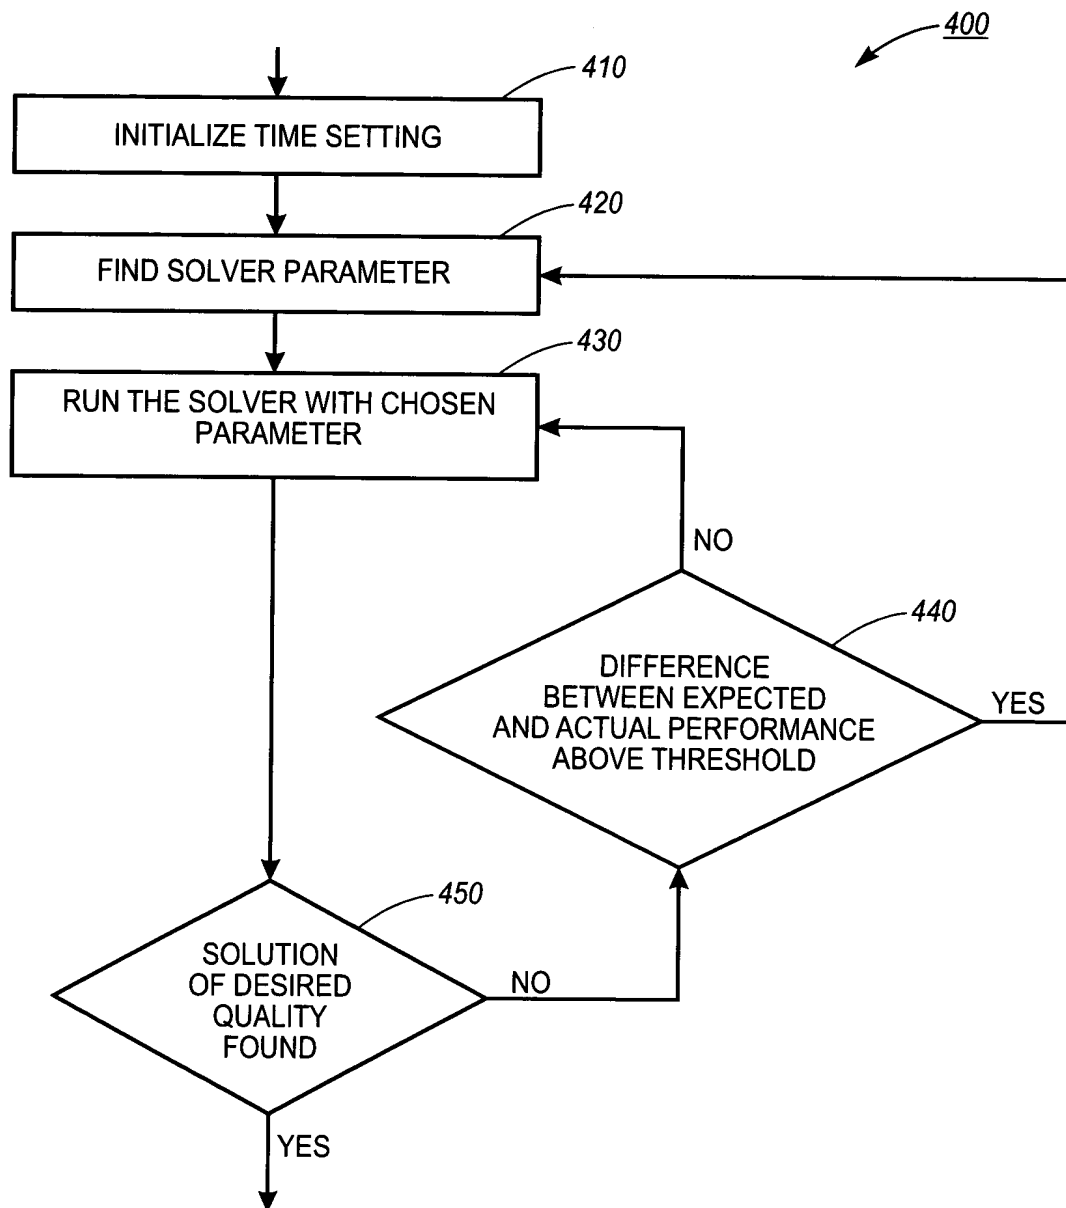 400
410
INITIALIZE TIME SETTING
420
FIND SOLVER PARAMETER
430
RUN THE SOLVER WITH CHOSEN
PARAMETER
NO
440
DIFFERENCE
BETWEEN EXPECTED
AND ACTUAL PERFORMANCE
ABOVE THRESHOLD
YES
450
SOLUTION
OF DESIRED
QUALITY
FOUND
NO
YES